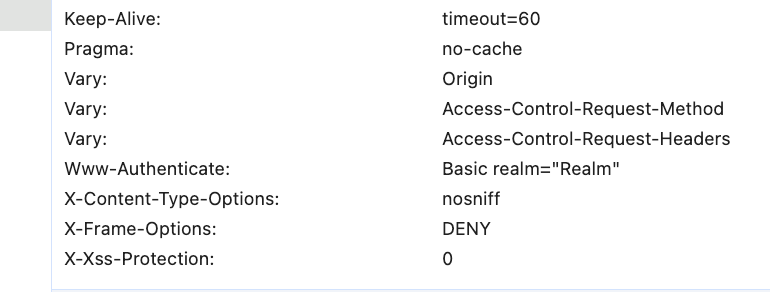 Keep-Alive: timeout=60
Pragma: no-cache
Vary: Origin
Vary: Access-Control-Request-Method
Vary: Access-Control-Request-Headers
Www-Authenticate: Basic realm="Realm"
X-Content-Type-Options: nosniff
X-Frame-Options: DENY
X-Xss-Protection: 0